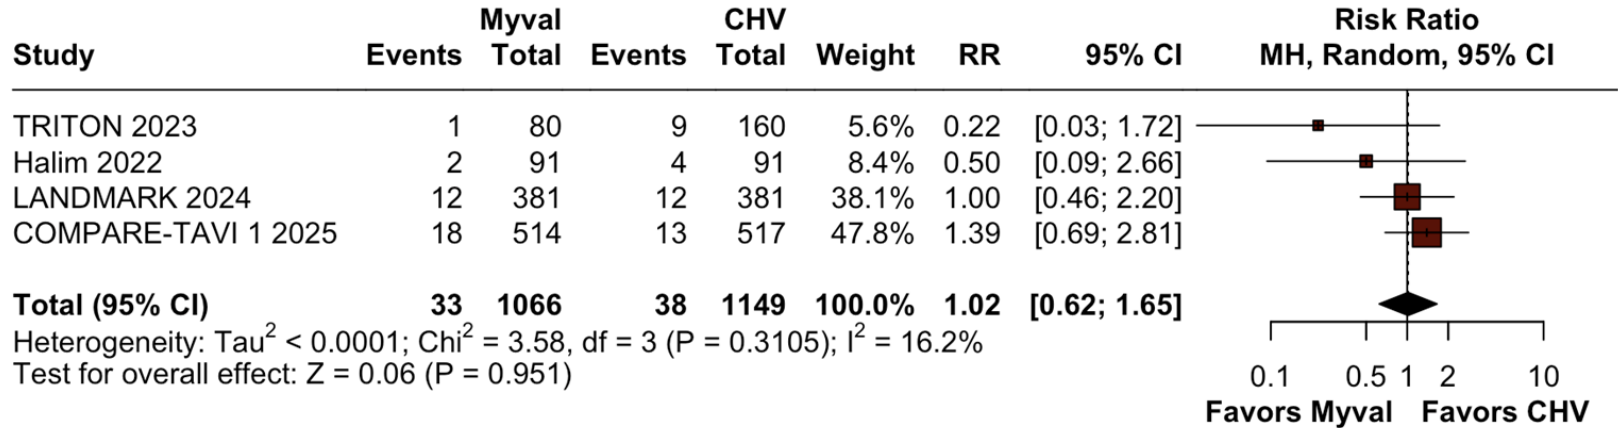 Myval CHV Risk Ratio
Study Events Total Events Total Weight RR 95% CI MH, Random, 95% CI
TRITON 2023 1 80 9 160 5.6% 0.22 [0.03; 1.72]
Halim 2022 2 91 4 91 8.4% 0.50 [0.09; 2.66]
LANDMARK 2024 12 381 12 381 38.1% 1.00 [0.46; 2.20]
COMPARE-TAVI 1 2025 18 514 13 517 47.8% 1.39 [0.69; 2.81]
Total (95% CI) 33 1066 38 1149 100.0% 1.02 [0.62; 1.65]
Heterogeneity: Tau² < 0.0001; Chi² = 3.58, df = 3 (P = 0.3105); I² = 16.2%
Test for overall effect: Z = 0.06 (P = 0.951)
0.1 0.5 1 2 10
Favors Myval Favors CHV